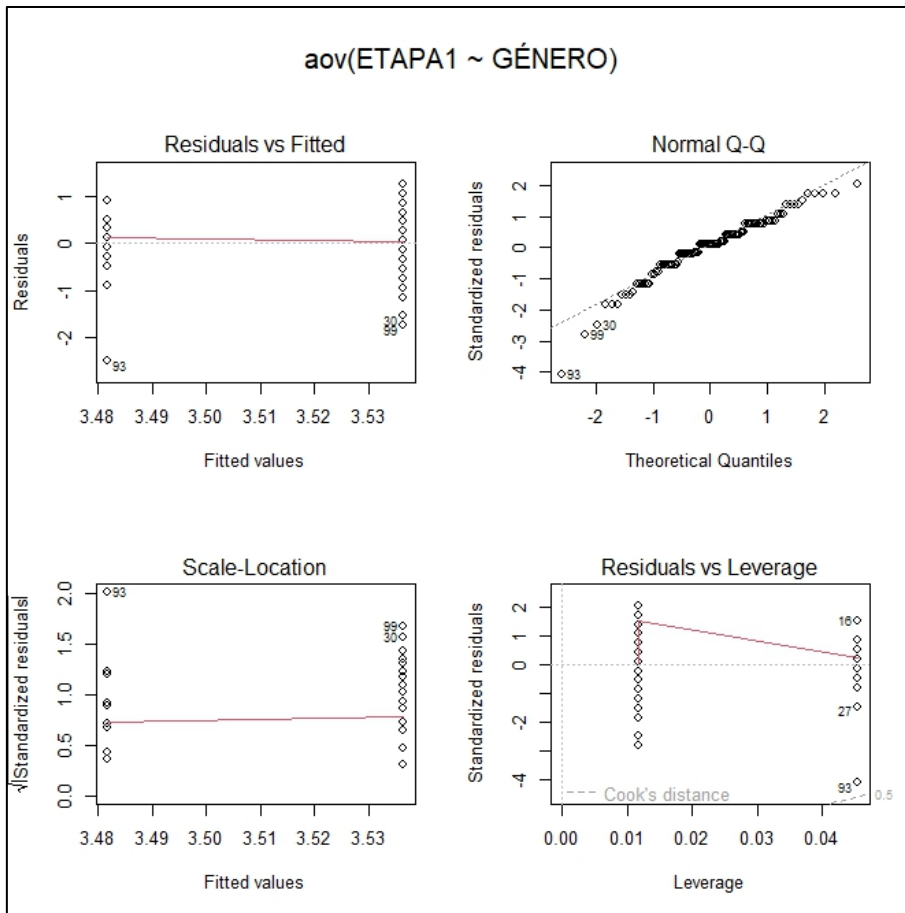 aov(ETAPA1 ~ GÉNERO)
Residuals vs Fitted
Residuals
1
0
-1
-2
30
99
93
3.48 3.49 3.50 3.51 3.52 3.53
Fitted values
Normal Q-Q
Standardized residuals
2
1
0
-1
-2
-3
-4
30
99
93
-2 -1 0 1 2
Theoretical Quantiles
Scale-Location
√|Standardized residuals|
2.0
1.5
1.0
0.5
0.0
93
99
30
3.48 3.49 3.50 3.51 3.52 3.53
Fitted values
Residuals vs Leverage
Standardized residuals
2
1
0
-2
-4
16
27
93
Cook's distance
0.5
0.00 0.01 0.02 0.03 0.04
Leverage